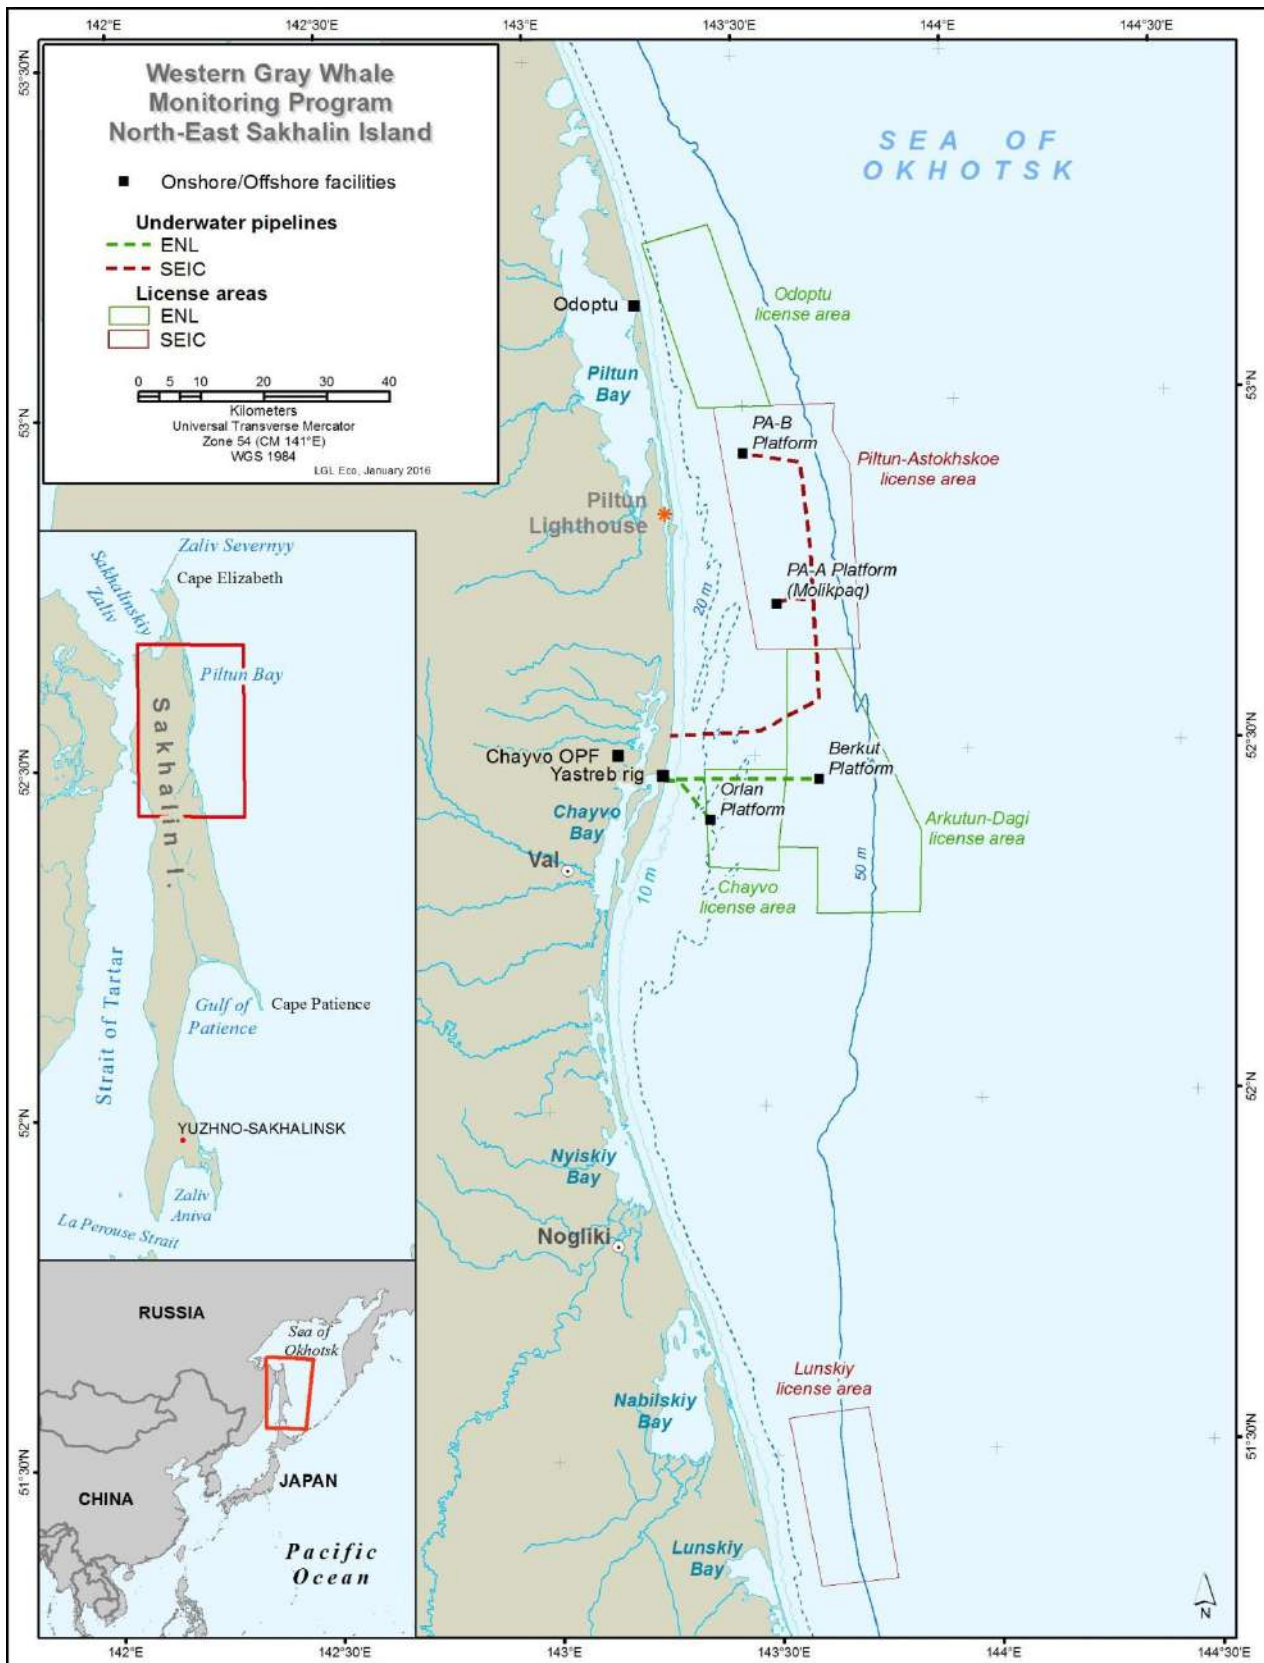 142°E
142°30'E
143°E
143°30'E
144°E
144°30'E
53°30'N
53°N
52°30'N
52°N
51°30'N
Western Gray Whale
Monitoring Program
North-East Sakhalin Island
Onshore/Offshore facilities
Underwater pipelines
ENL
SEIC
License areas
ENL
SEIC
0 5 10 20 30 40
Kilometers
Universal Transverse Mercator
Zone 54 (CM 141°E)
WGS 1984
LGL Eco, January 2016
SEA OF
OKHOTSK
Odoptu
Odoptu
license area
Piltun
Bay
PA-B
Platform
Piltun-Astokhskoe
license area
Piltun
Lighthouse
PA-A Platform
(Molikpaq)
20 m
Chayvo OPF
Yastreb rig
Berkut
Platform
Orlan
Platform
Chayvo
Bay
Arkutun-Dagi
license area
Val
10 m
50 m
Chayvo
license area
Nyiskiy
Bay
Nogliki
Lunskiy
license area
Nabilskiy
Bay
Lunskiy
Bay
N
53°N
52°30'N
52°N
51°30'N
Zaliv Severnyy
Sakhalinskiy
Zaliv
Cape Elizabeth
Piltun Bay
Sakhalin I.
Strait of Tartar
Gulf of
Patience
Cape Patience
YUZHNO-SAKHALINSK
Zaliv
Aniva
La Perouse Strait
RUSSIA
Sea of
Okhotsk
CHINA
JAPAN
Pacific
Ocean
142°E
142°30'E
143°E
143°30'E
144°E
144°30'E